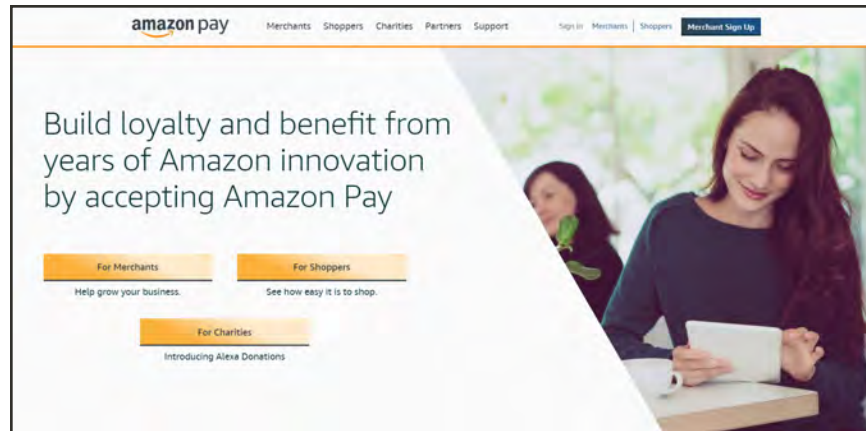 amazon pay Merchants Shoppers Charities Partners Support Sign in Merchants | Shoppers Merchant Sign Up
Build loyalty and benefit from
years of Amazon innovation
by accepting Amazon Pay
For Merchants For Shoppers
Help grow your business. See how easy it is to shop.
For Charities
Introducing Alexa Donations